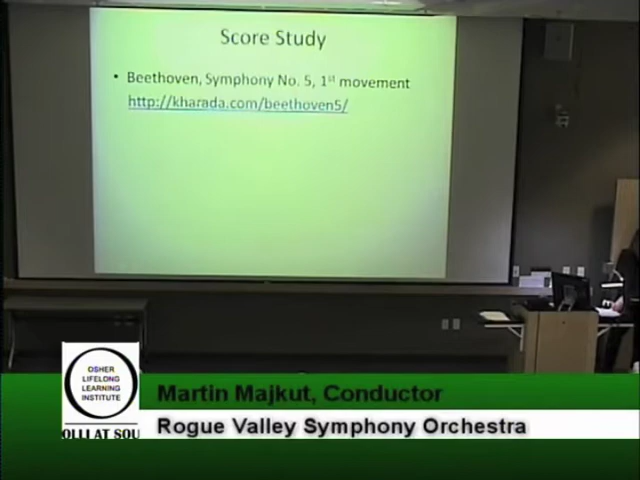 Score Study
• Beethoven, Symphony No. 5, 1st movement
http://kharada.com/beethoven5/
OSHER
LIFELONG
LEARNING
INSTITUTE
OLLI AT SOU
Martin Majkut, Conductor
Rogue Valley Symphony Orchestra